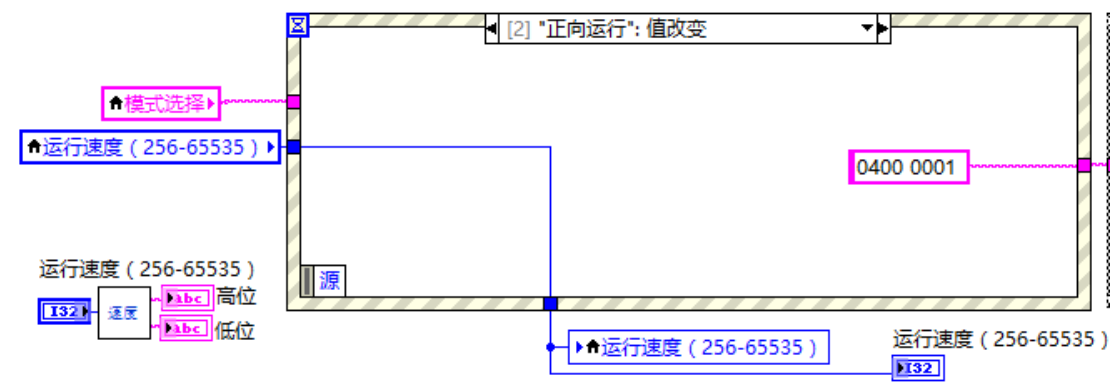 [2] "正向运行": 值改变
模式选择
运行速度（256-65535）
0400 0001
源
运行速度（256-65535）
I32
速度
abc
高位
abc
低位
运行速度（256-65535）
运行速度（256-65535）
I32